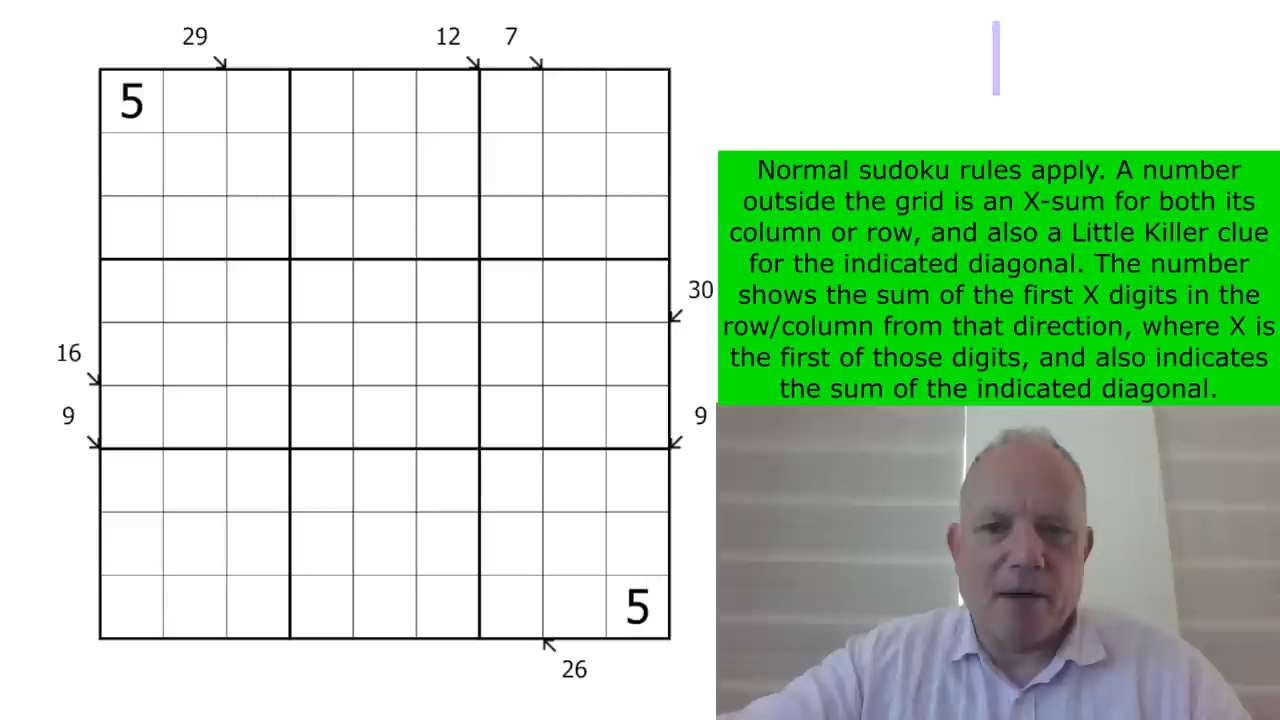 29 12 7
5
30
16
9 9
5
26
Normal sudoku rules apply. A number
outside the grid is an X-sum for both its
column or row, and also a Little Killer clue
for the indicated diagonal. The number
shows the sum of the first X digits in the
row/column from that direction, where X is
the first of those digits, and also indicates
the sum of the indicated diagonal.